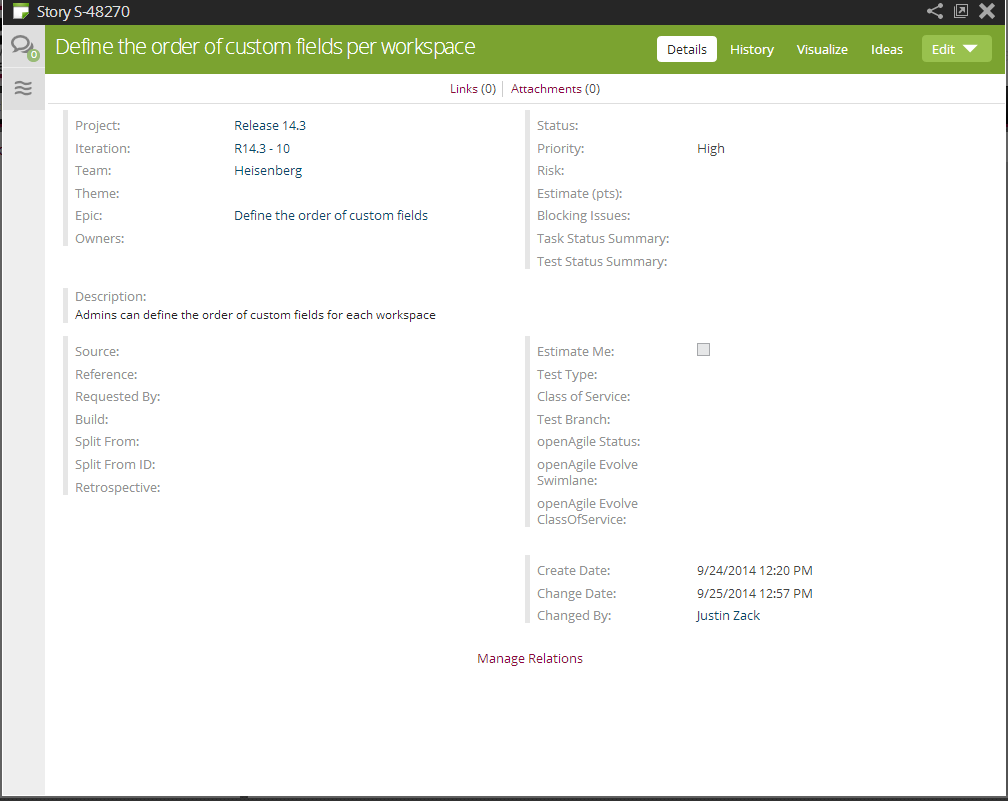 Story S-48270
0
Define the order of custom fields per workspace
Details
History
Visualize
Ideas
Edit
Links (0)
Attachments (0)
Project: Release 14.3
Iteration: R14.3 - 10
Team: Heisenberg
Theme:
Epic: Define the order of custom fields
Owners:
Status:
Priority: High
Risk:
Estimate (pts):
Blocking Issues:
Task Status Summary:
Test Status Summary:
Description:
Admins can define the order of custom fields for each workspace
Source:
Reference:
Requested By:
Build:
Split From:
Split From ID:
Retrospective:
Estimate Me:
Test Type:
Class of Service:
Test Branch:
openAgile Status:
openAgile Evolve
Swimlane:
openAgile Evolve
ClassOfService:
Create Date: 9/24/2014 12:20 PM
Change Date: 9/25/2014 12:57 PM
Changed By: Justin Zack
Manage Relations